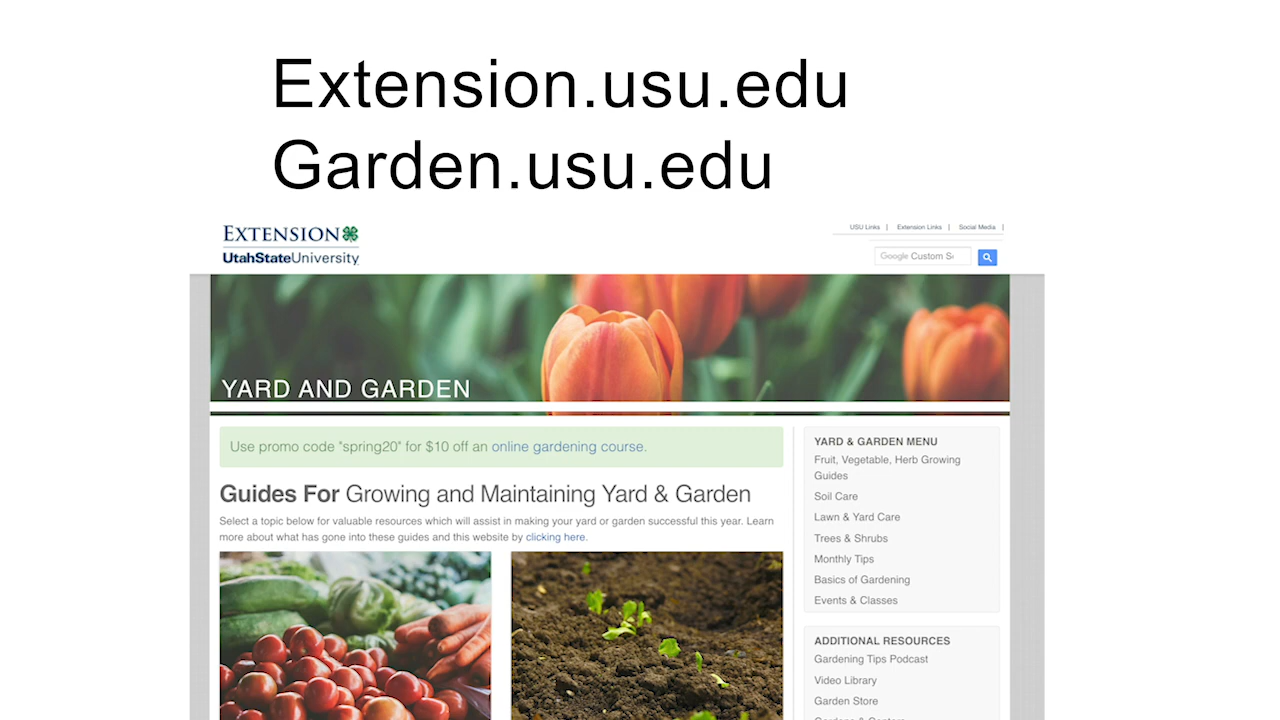 Extension.usu.edu
Garden.usu.edu
EXTENSION
UtahStateUniversity
USU Links | Extension Links | Social Media |
Google Custom S
YARD AND GARDEN
Use promo code "spring20" for $10 off an online gardening course.
Guides For Growing and Maintaining Yard & Garden
Select a topic below for valuable resources which will assist in making your yard or garden successful this year. Learn
more about what has gone into these guides and this website by clicking here.
YARD & GARDEN MENU
Fruit, Vegetable, Herb Growing
Guides
Soil Care
Lawn & Yard Care
Trees & Shrubs
Monthly Tips
Basics of Gardening
Events & Classes
ADDITIONAL RESOURCES
Gardening Tips Podcast
Video Library
Garden Store